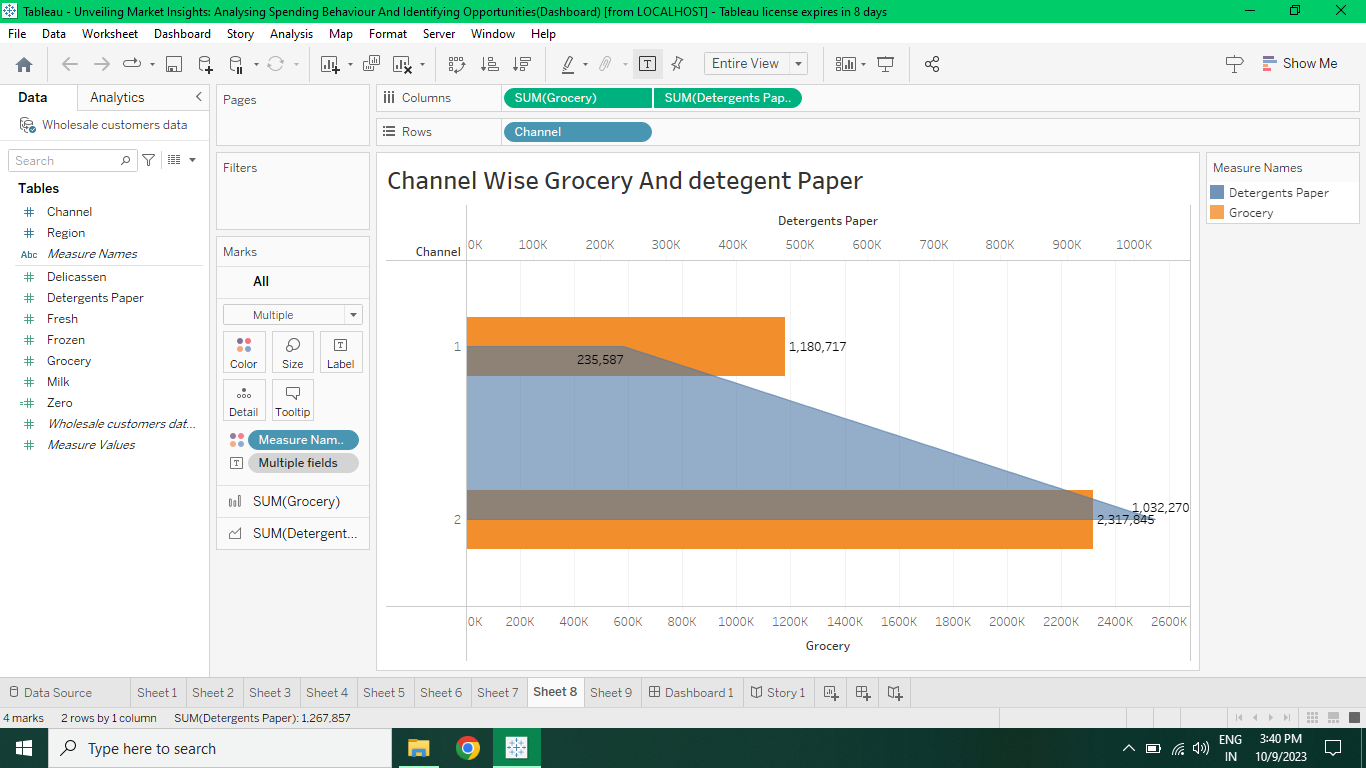 Tableau - Unveiling Market Insights: Analysing Spending Behaviour And Identifying Opportunities(Dashboard) [from LOCALHOST] - Tableau license expires in 8 days
File Data Worksheet Dashboard Story Analysis Map Format Server Window Help
Entire View
Show Me
Data Analytics
Wholesale customers data
Search
Tables
Channel
Region
Abc Measure Names
Delicassen
Detergents Paper
Fresh
Frozen
Grocery
Milk
Zero
Wholesale customers dat...
Measure Values
Pages
Filters
Marks
All
Multiple
Color Size Label
Detail Tooltip
Measure Nam..
Multiple fields
SUM(Grocery)
SUM(Detergent...
Columns SUM(Grocery) SUM(Detergents Pap..
Rows Channel
Channel Wise Grocery And detegent Paper
Detergents Paper
0K 100K 200K 300K 400K 500K 600K 700K 800K 900K 1000K
Channel
1 1,180,717
235,587
1,032,270
2 2,317,845
0K 200K 400K 600K 800K 1000K 1200K 1400K 1600K 1800K 2000K 2200K 2400K 2600K
Grocery
Measure Names
Detergents Paper
Grocery
Data Source Sheet 1 Sheet 2 Sheet 3 Sheet 4 Sheet 5 Sheet 6 Sheet 7 Sheet 8 Sheet 9 Dashboard 1 Story 1
4 marks 2 rows by 1 column SUM(Detergents Paper): 1,267,857
Type here to search
ENG 3:40 PM
IN 10/9/2023